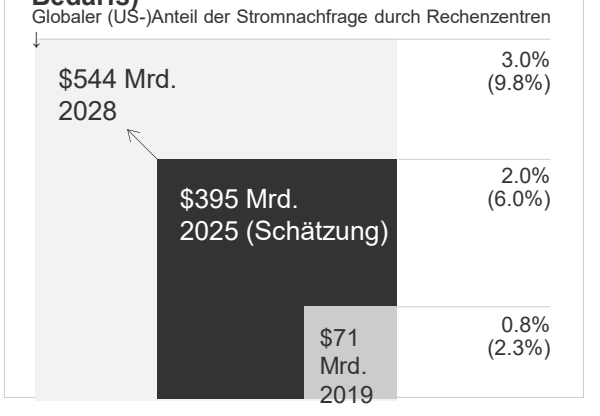 Bedarfs)
Globaler (US-)Anteil der Stromnachfrage durch Rechenzentren
↓
$544 Mrd.
2028
3.0%
(9.8%)
$395 Mrd.
2025 (Schätzung)
2.0%
(6.0%)
$71
Mrd.
2019
0.8%
(2.3%)